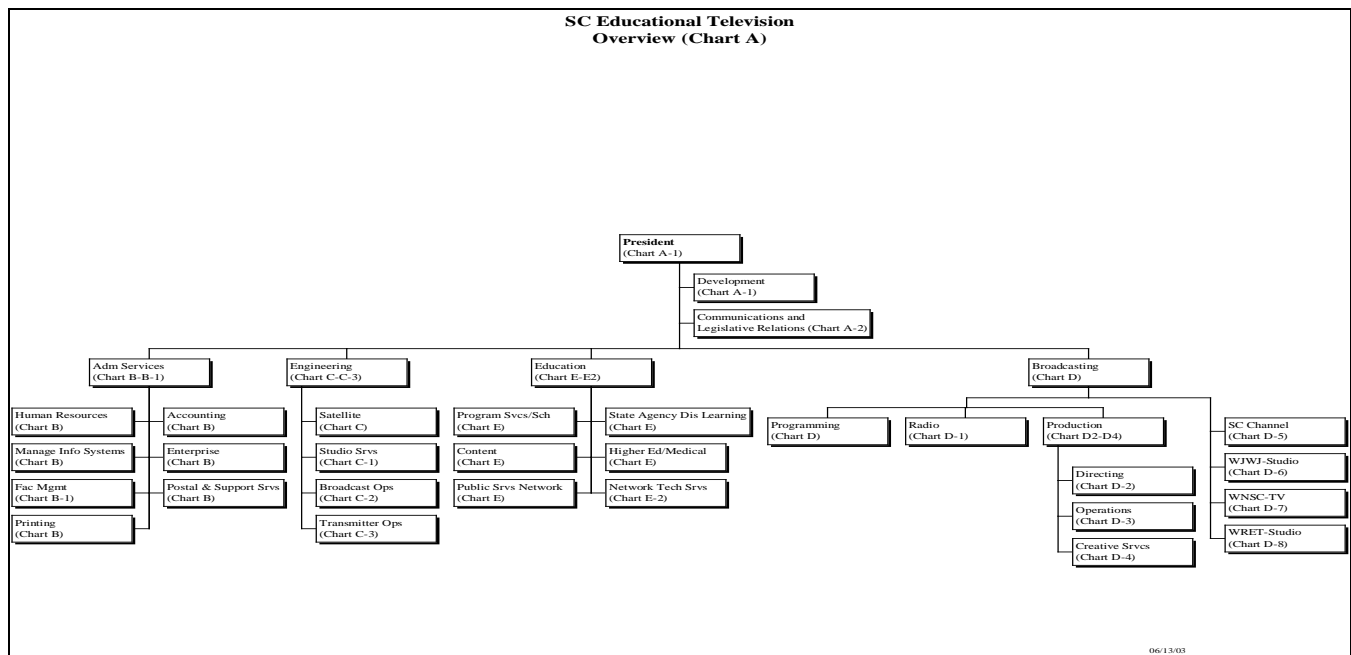 SC Educational Television
Overview (Chart A)
President
(Chart A-1)
Development
(Chart A-1)
Communications and
Legislative Relations (Chart A-2)
Adm Services
(Chart B-B-1)
Engineering
(Chart C-C-3)
Education
(Chart E-E2)
Broadcasting
(Chart D)
Human Resources
(Chart B)
Accounting
(Chart B)
Manage Info Systems
(Chart B)
Enterprise
(Chart B)
Fac Mgmt
(Chart B-1)
Postal & Support Srvs
(Chart B)
Printing
(Chart B)
Satellite
(Chart C)
Studio Srvs
(Chart C-1)
Broadcast Ops
(Chart C-2)
Transmitter Ops
(Chart C-3)
Program Svcs/Sch
(Chart E)
State Agency Dis Learning
(Chart E)
Content
(Chart E)
Higher Ed/Medical
(Chart E)
Public Srvs Network
(Chart E)
Network Tech Srvs
(Chart E-2)
Programming
(Chart D)
Radio
(Chart D-1)
Production
(Chart D2-D4)
Directing
(Chart D-2)
Operations
(Chart D-3)
Creative Srvcs
(Chart D-4)
SC Channel
(Chart D-5)
WJWJ-Studio
(Chart D-6)
WNSC-TV
(Chart D-7)
WRET-Studio
(Chart D-8)
06/13/03